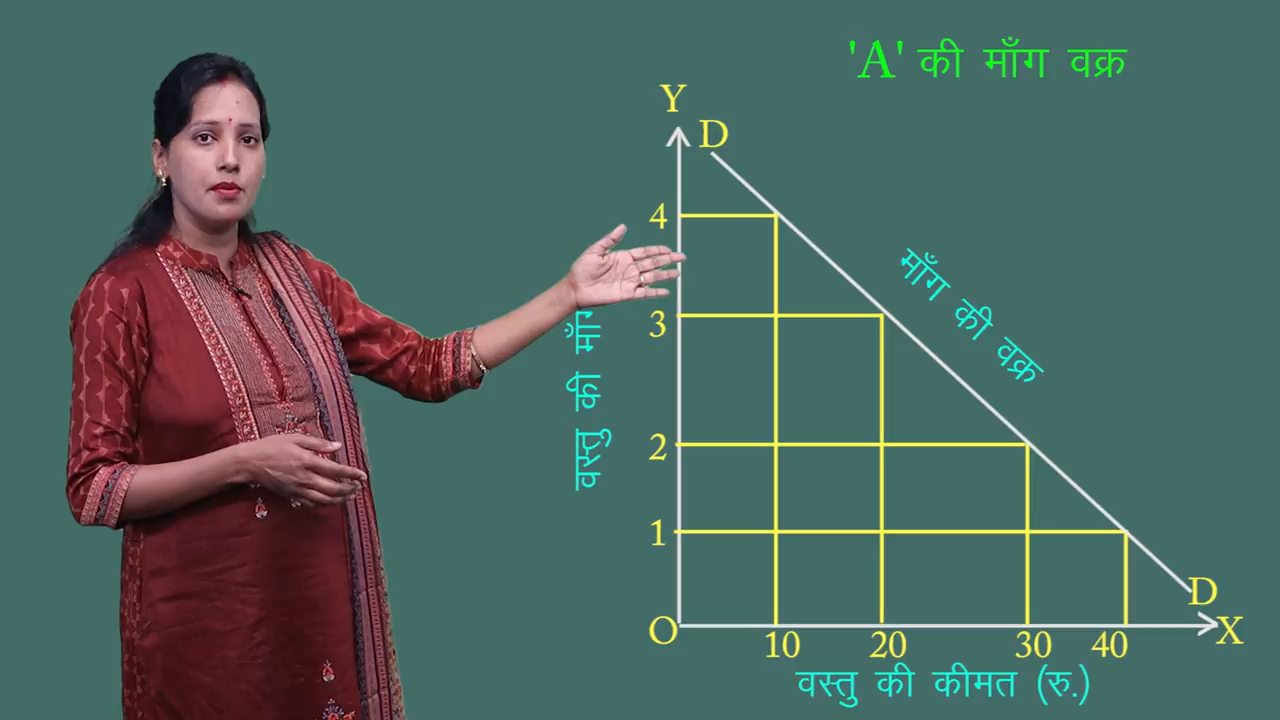 'A' की माँग वक्र
Y
D
4
3
2
1
O
माँग की वक्र
वस्तु की माँग
D
X
10 20 30 40
वस्तु की कीमत (रु.)